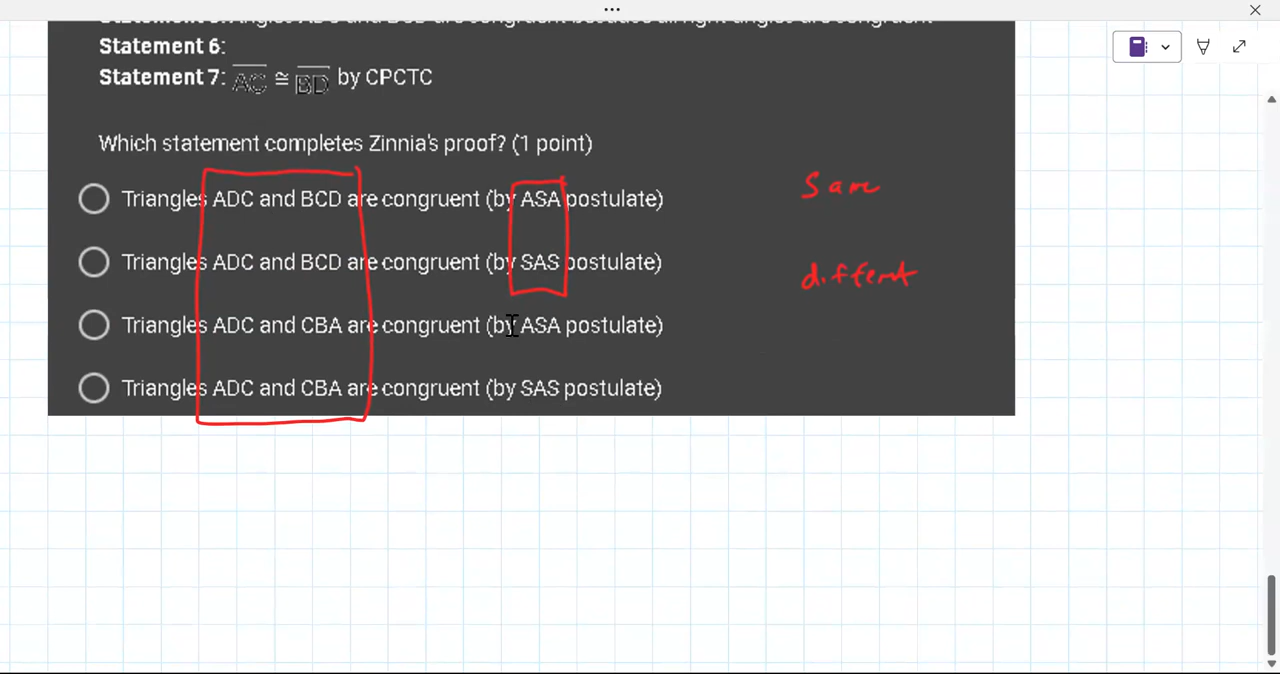 Statement 6:
Statement 7: AC ≅ BD by CPCTC
Which statement completes Zinnia's proof? (1 point)
Triangles ADC and BCD are congruent (by ASA postulate)
Same
Triangles ADC and BCD are congruent (by SAS postulate)
different
Triangles ADC and CBA are congruent (by ASA postulate)
Triangles ADC and CBA are congruent (by SAS postulate)